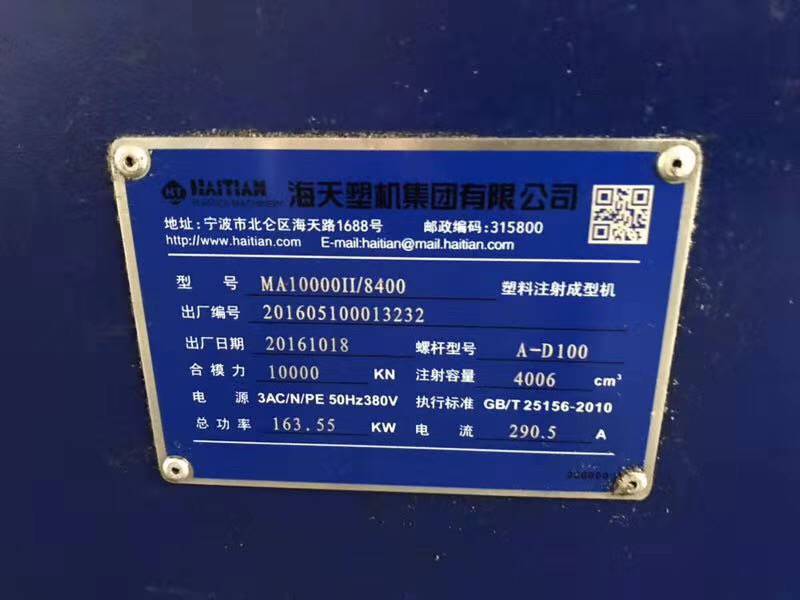 HT HAITIAN 海天塑机集团有限公司
PLASTICS MACHINERY
地址:宁波市北仑区海天路1688号 邮政编码:315800
http://www.haitian.com E-mail:haitian@mail.haitian.com
型 号 MA10000II/8400 塑料注射成型机
出厂编号 201605100013232
出厂日期 20161018 螺杆型号 A-D100
合模力 10000 KN 注射容量 4006 cm³
电 源 3AC/N/PE 50Hz380V 执行标准 GB/T 25156-2010
总功率 163.55 KW 电 流 290.5 A